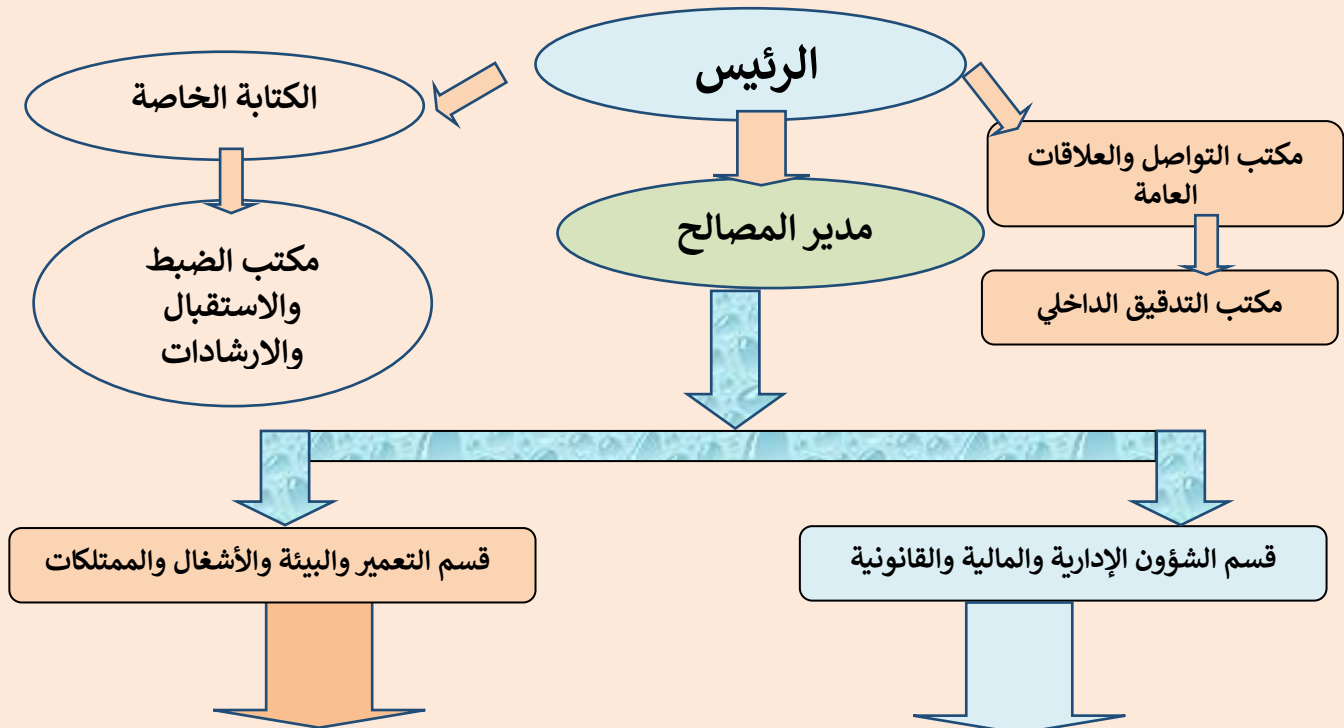 الرئيس
الكتابة الخاصة
مكتب التواصل والعلاقات
العامة
مدير المصالح
مكتب الضبط
والاستقبال
والارشادات
مكتب التدقيق الداخلي
قسم الشؤون الإدارية والمالية والقانونية
قسم التعمير والبيئة والأشغال والممتلكات